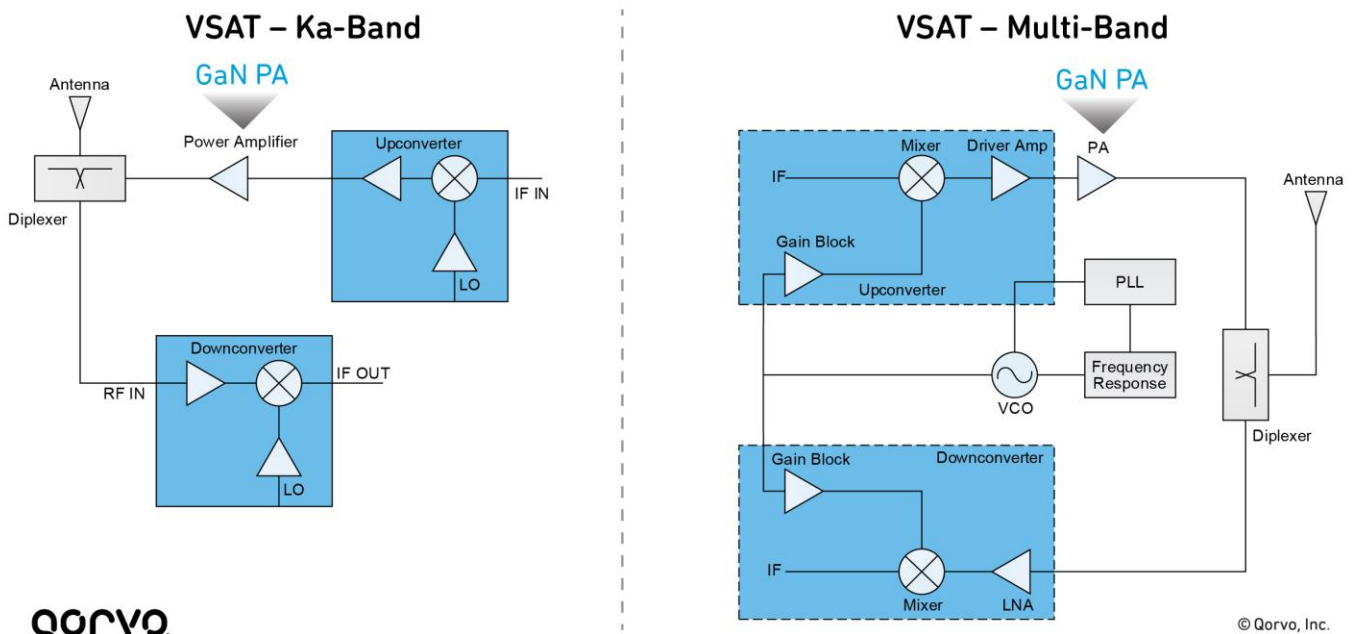 VSAT – Ka-Band
GaN PA
Antenna
Power Amplifier
Upconverter
IF IN
Diplexer
LO
Downconverter
IF OUT
RF IN
LO
QORVO
VSAT – Multi-Band
GaN PA
Mixer
Driver Amp
PA
IF
Antenna
Gain Block
Upconverter
PLL
Frequency
Response
VCO
Diplexer
Gain Block
Downconverter
IF
Mixer
LNA
© Qorvo, Inc.